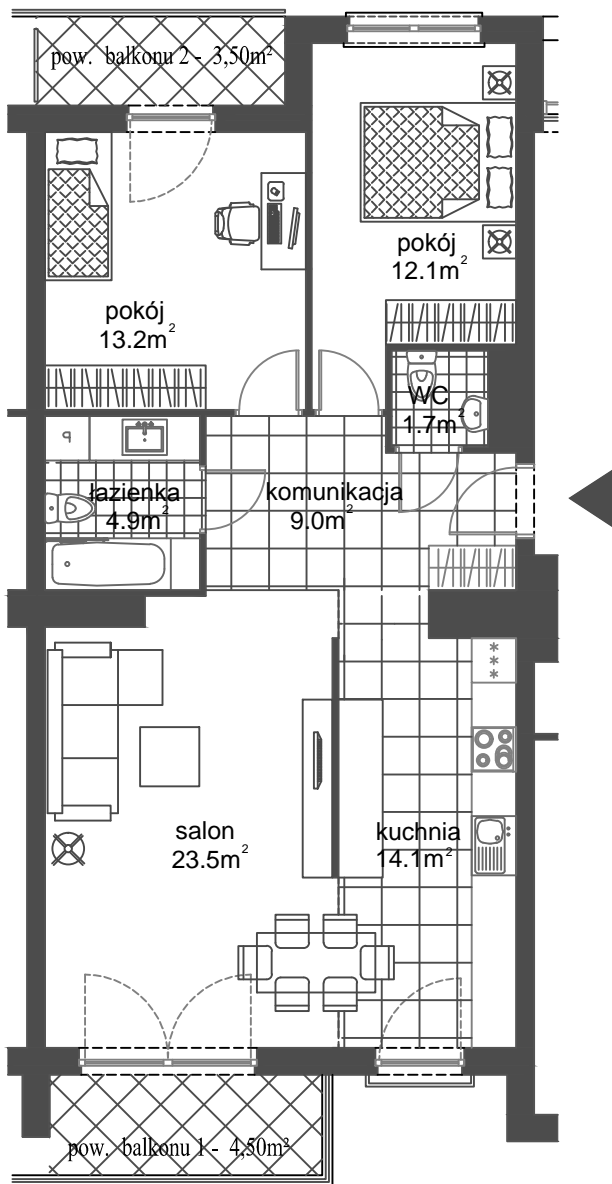 pow. balkonu 2 - 3,50m²
pokój
12.1m²
pokój
13.2m²
WC
1.7m²
P
łazienka
4.9m²
komunikacja
9.0m²
***
salon
23.5m²
kuchnia
14.1m²
pow. balkonu 1 - 4,50m²